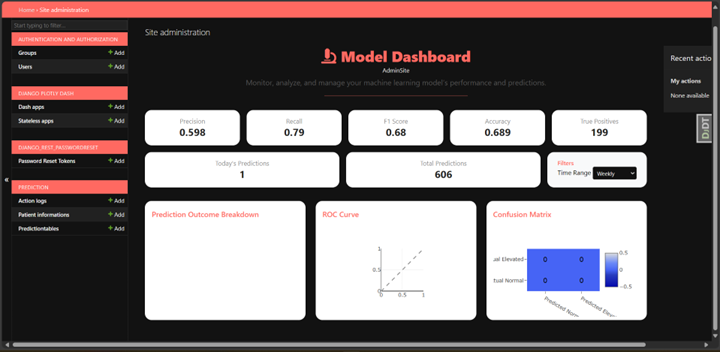 Home › Site administration
Start typing to filter...
AUTHENTICATION AND AUTHORIZATION
Groups + Add
Users + Add
DJANGO PLOTLY DASH
Dash apps + Add
Stateless apps + Add
DJANGO_REST_PASSWORDRESET
Password Reset Tokens + Add
PREDICTION
Action logs + Add
Patient informations + Add
Predictiontables + Add
«
Site administration
Model Dashboard
AdminSite
Monitor, analyze, and manage your machine learning model's performance and predictions.
Precision
0.598
Recall
0.79
F1 Score
0.68
Accuracy
0.689
True Positives
199
Today's Predictions
1
Total Predictions
606
Filters
Time Range Weekly
Prediction Outcome Breakdown
ROC Curve
1
0.5
0
0 0.5 1
Confusion Matrix
ual Elevated
tual Normal
0 0
0 0
0.5
0
−0.5
Predicted Norm
Predicted Elev
Recent actio
My actions
None available
DjDT